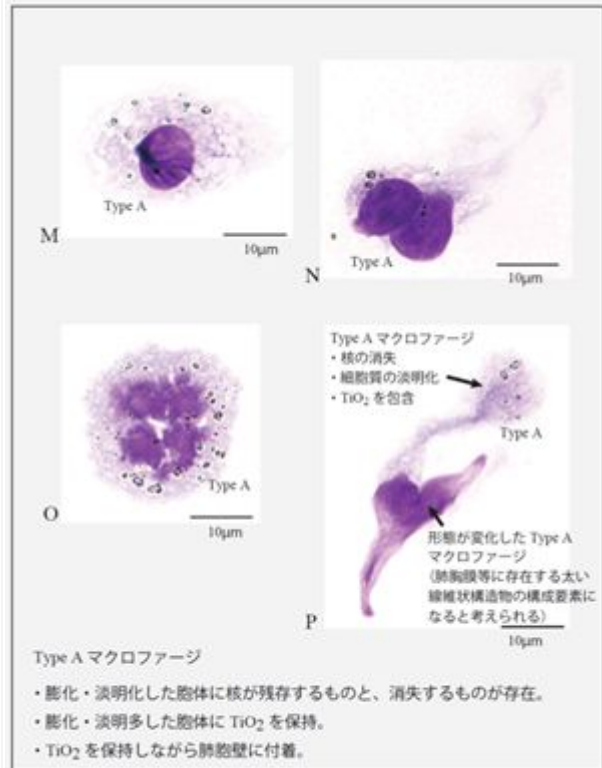 Type A
M
10μm
Type A
N
10μm
Type A
O
10μm
Type A マクロファージ
・核の消失
・細胞質の淡明化
・TiO₂ を包含
Type A
形態が変化した Type A
マクロファージ
(肺胸膜等に存在する太い
線維状構造物の構成要素に
なると考えられる)
P
10μm
Type A マクロファージ
・膨化・淡明化した胞体に核が残存するものと、消失するものが存在。
・膨化・淡明多した胞体に TiO₂ を保持。
・TiO₂ を保持しながら肺胞壁に付着。